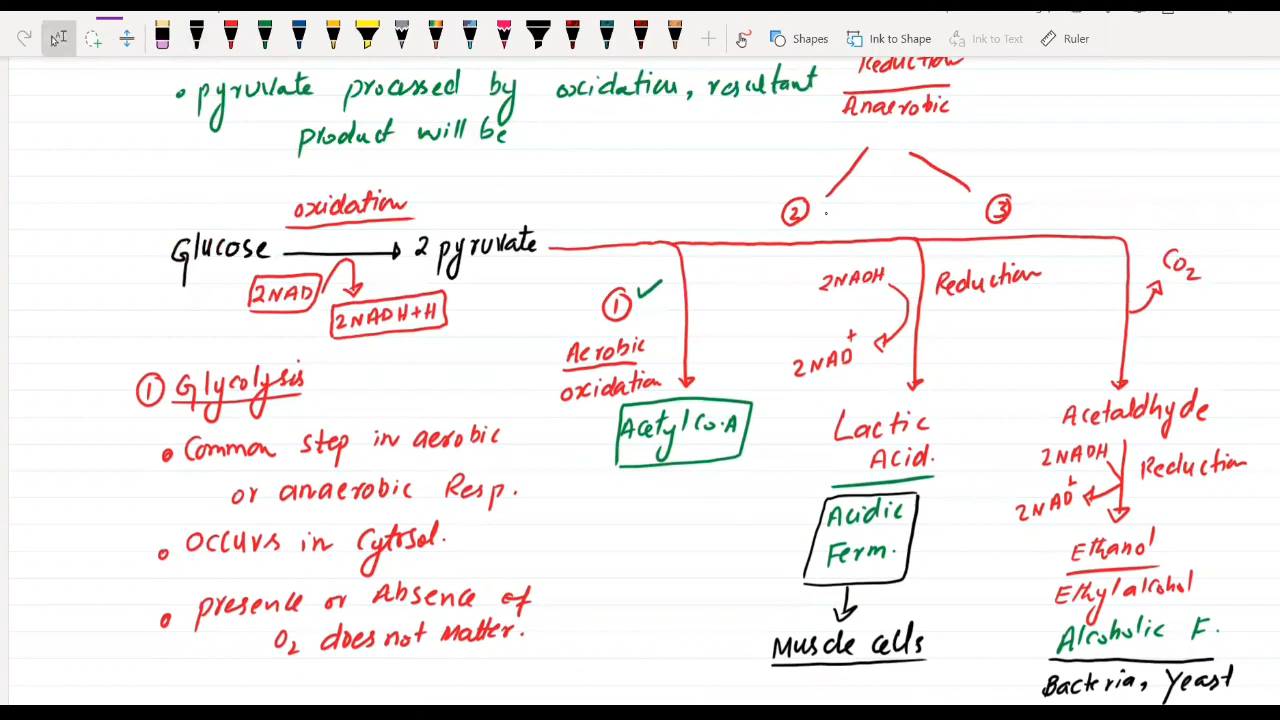 Shapes
Ink to Shape
Ink to Text
Ruler
Reduction
Anaerobic
• pyruvate processed by oxidation, resultant
product will be
② ③
oxidation
Glucose → 2 pyruvate
2NAD
2NADH+H
① ✓
Aerobic
oxidation
Acetyl Co.A
2NADH
2NAD+
Reduction
CO2
Lactic
Acid.
Acidic
Ferm.
Muscle cells
Acetaldhyde
2NADH
2NAD+
Reduction
Ethanol
Ethylalcohol
Alcoholic F.
Bacteria, Yeast
① Glycolysis
• Common step in aerobic
or anaerobic Resp.
• Occurs in Cytosol.
• presence or Absence of
O2 does not Matter.